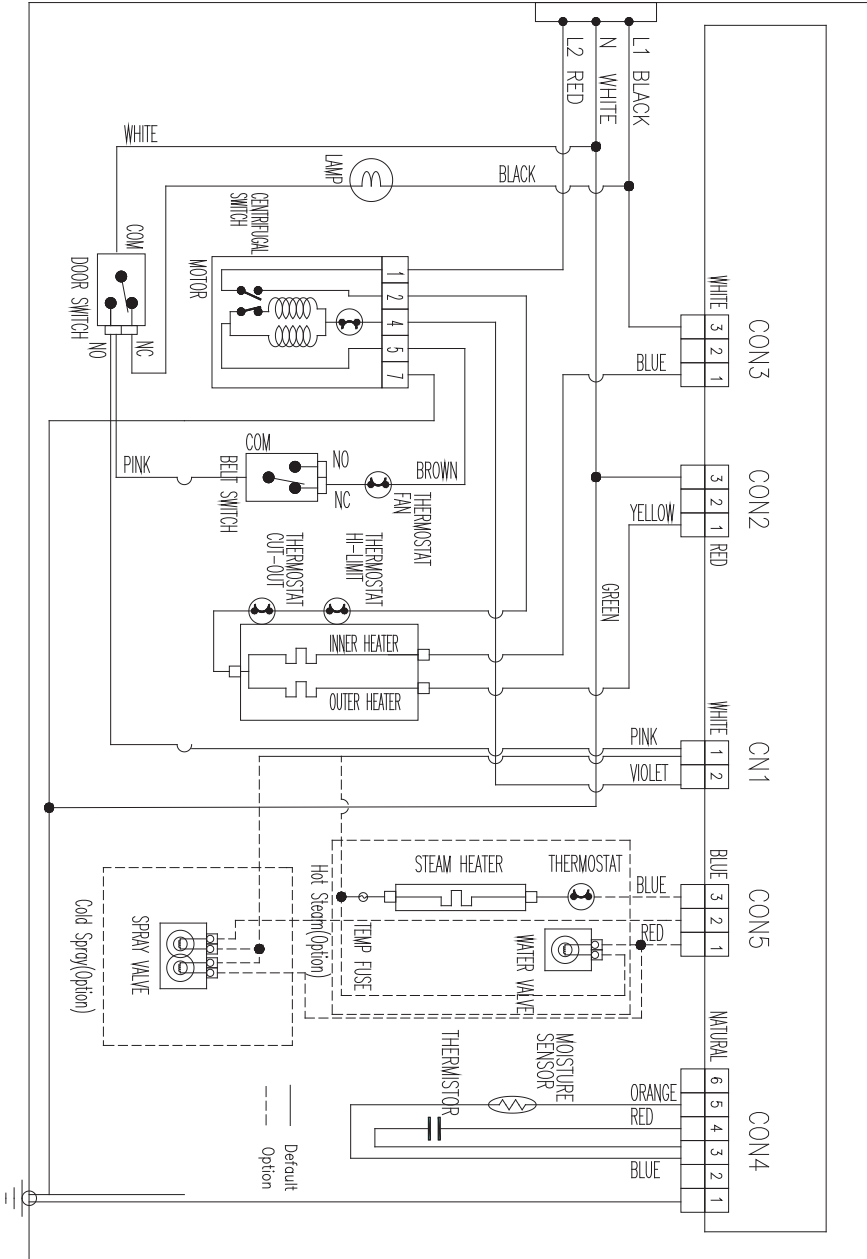 L1 BLACK
N WHITE
L2 RED
WHITE
LAMP
BLACK
CENTRIFUGAL
SWITCH
MOTOR
1
2
4
5
7
COM
DOOR SWITCH
NC
NO
PINK
COM
BELT SWITCH
NO
NC
BROWN
THERMOSTAT
FAN
THERMOSTAT
HI-LIMIT
THERMOSTAT
CUT-OUT
INNER HEATER
OUTER HEATER
CON3
WHITE
3
2
1
BLUE
CON2
3
2
1
RED
YELLOW
GREEN
CN1
WHITE
1
2
PINK
VIOLET
CON5
BLUE
3
2
1
BLUE
RED
STEAM HEATER
THERMOSTAT
Hot Steam(Option)
TEMP FUSE
WATER VALVE
SPRAY VALVE
Cold Spray(Option)
CON4
NATURAL
6
5
4
3
2
1
ORANGE
RED
BLUE
MOISTURE
SENSOR
THERMISTOR
Default
Option